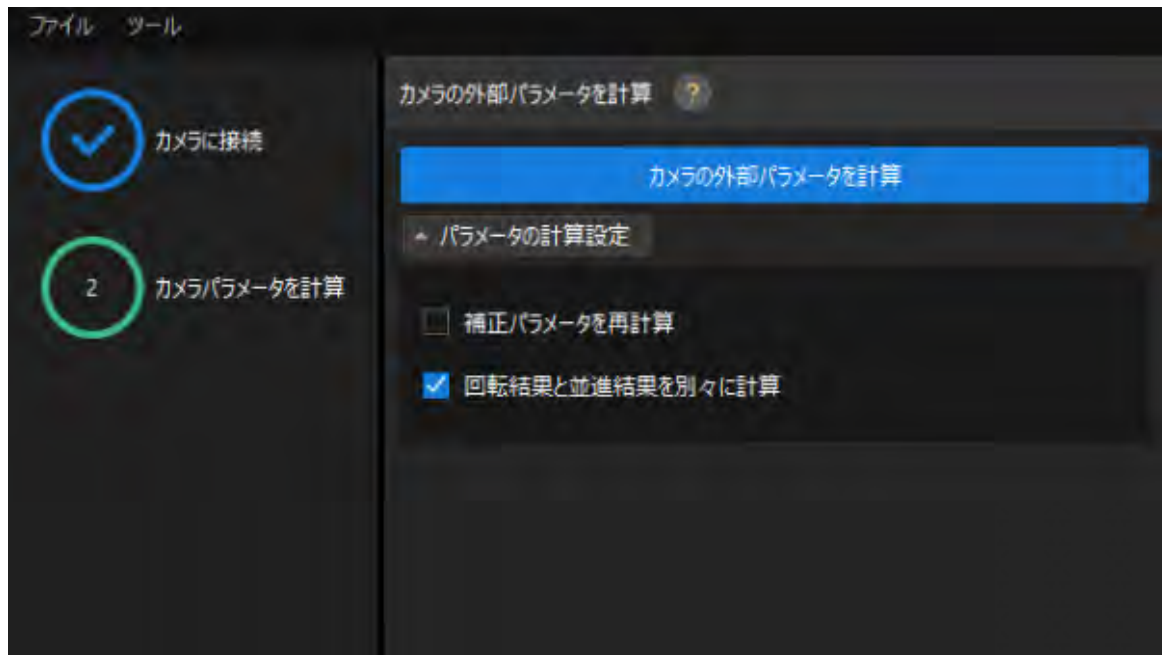 ファイル ツール
カメラに接続
2 カメラパラメータを計算
カメラの外部パラメータを計算 ?
カメラの外部パラメータを計算
パラメータの計算設定
補正パラメータを再計算
回転結果と並進結果を別々に計算